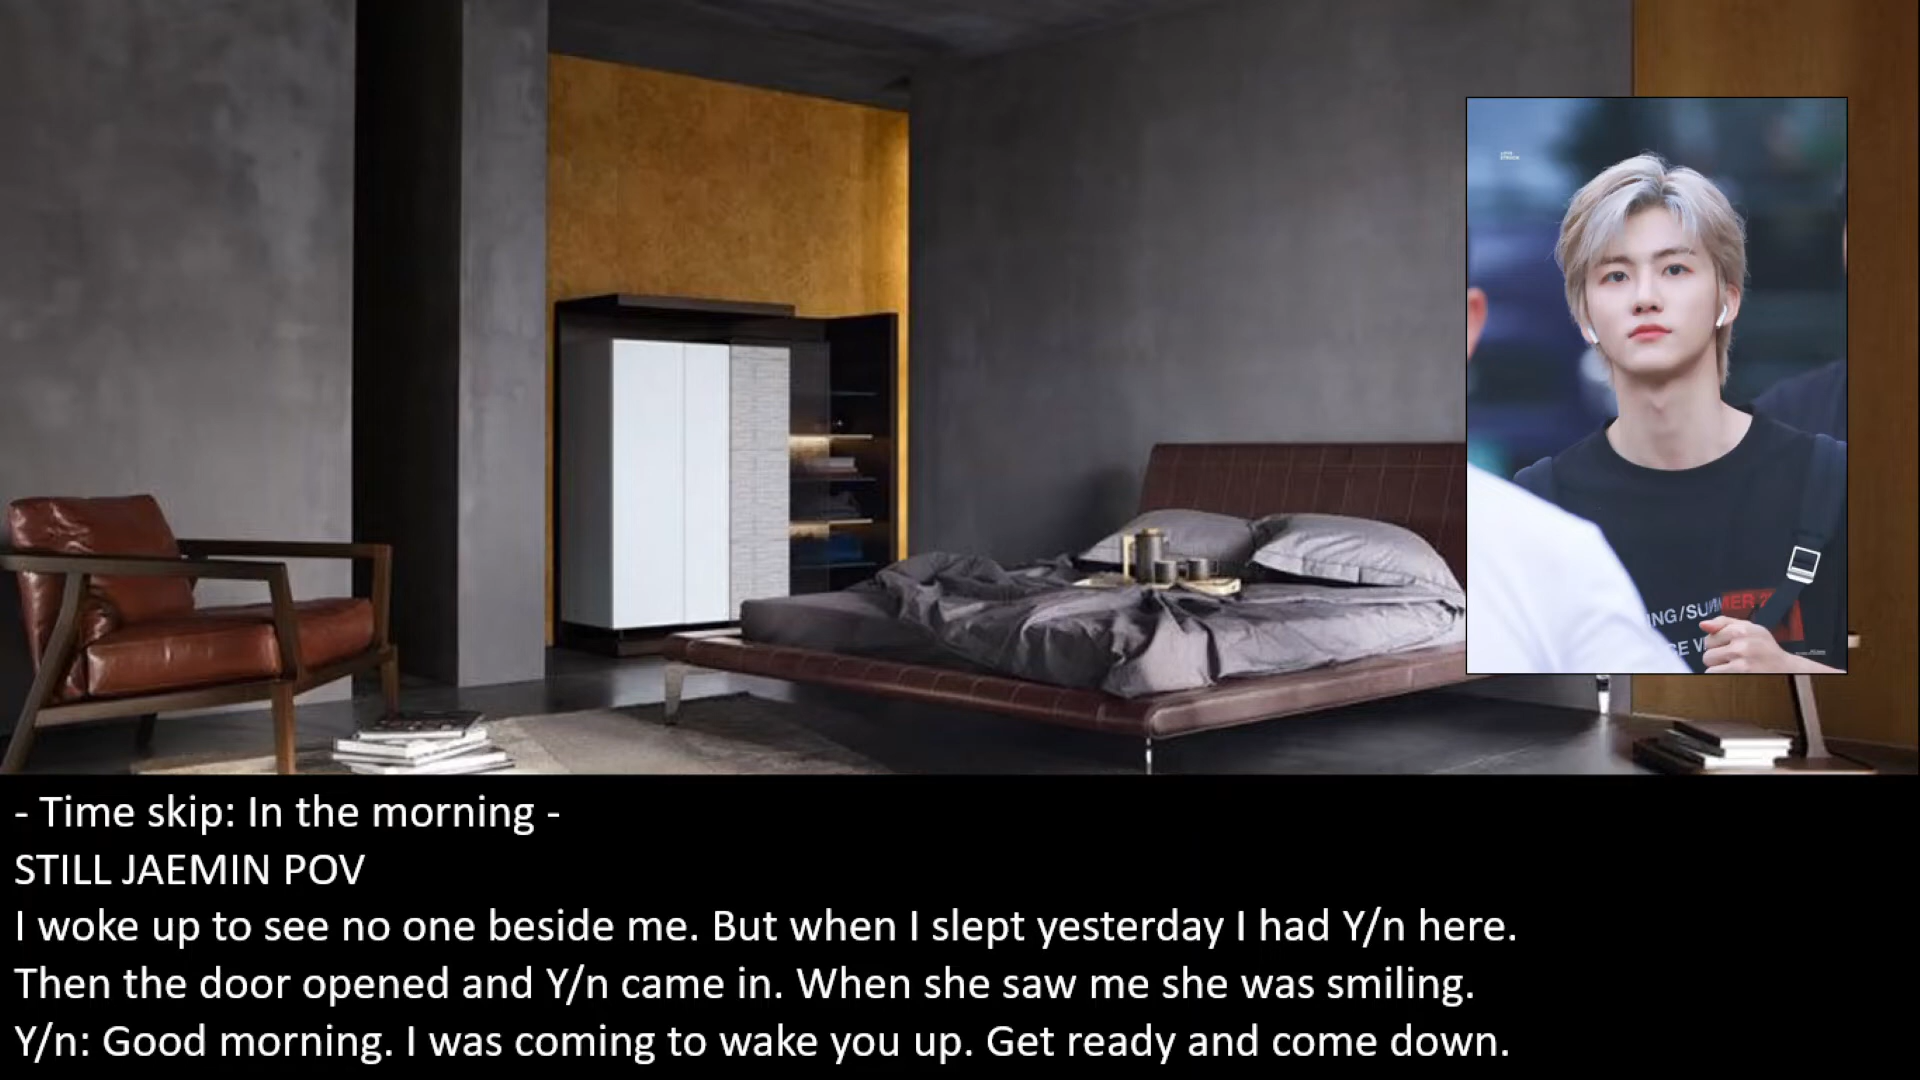 - Time skip: In the morning -
STILL JAEMIN POV
I woke up to see no one beside me. But when I slept yesterday I had Y/n here.
Then the door opened and Y/n came in. When she saw me she was smiling.
Y/n: Good morning. I was coming to wake you up. Get ready and come down.